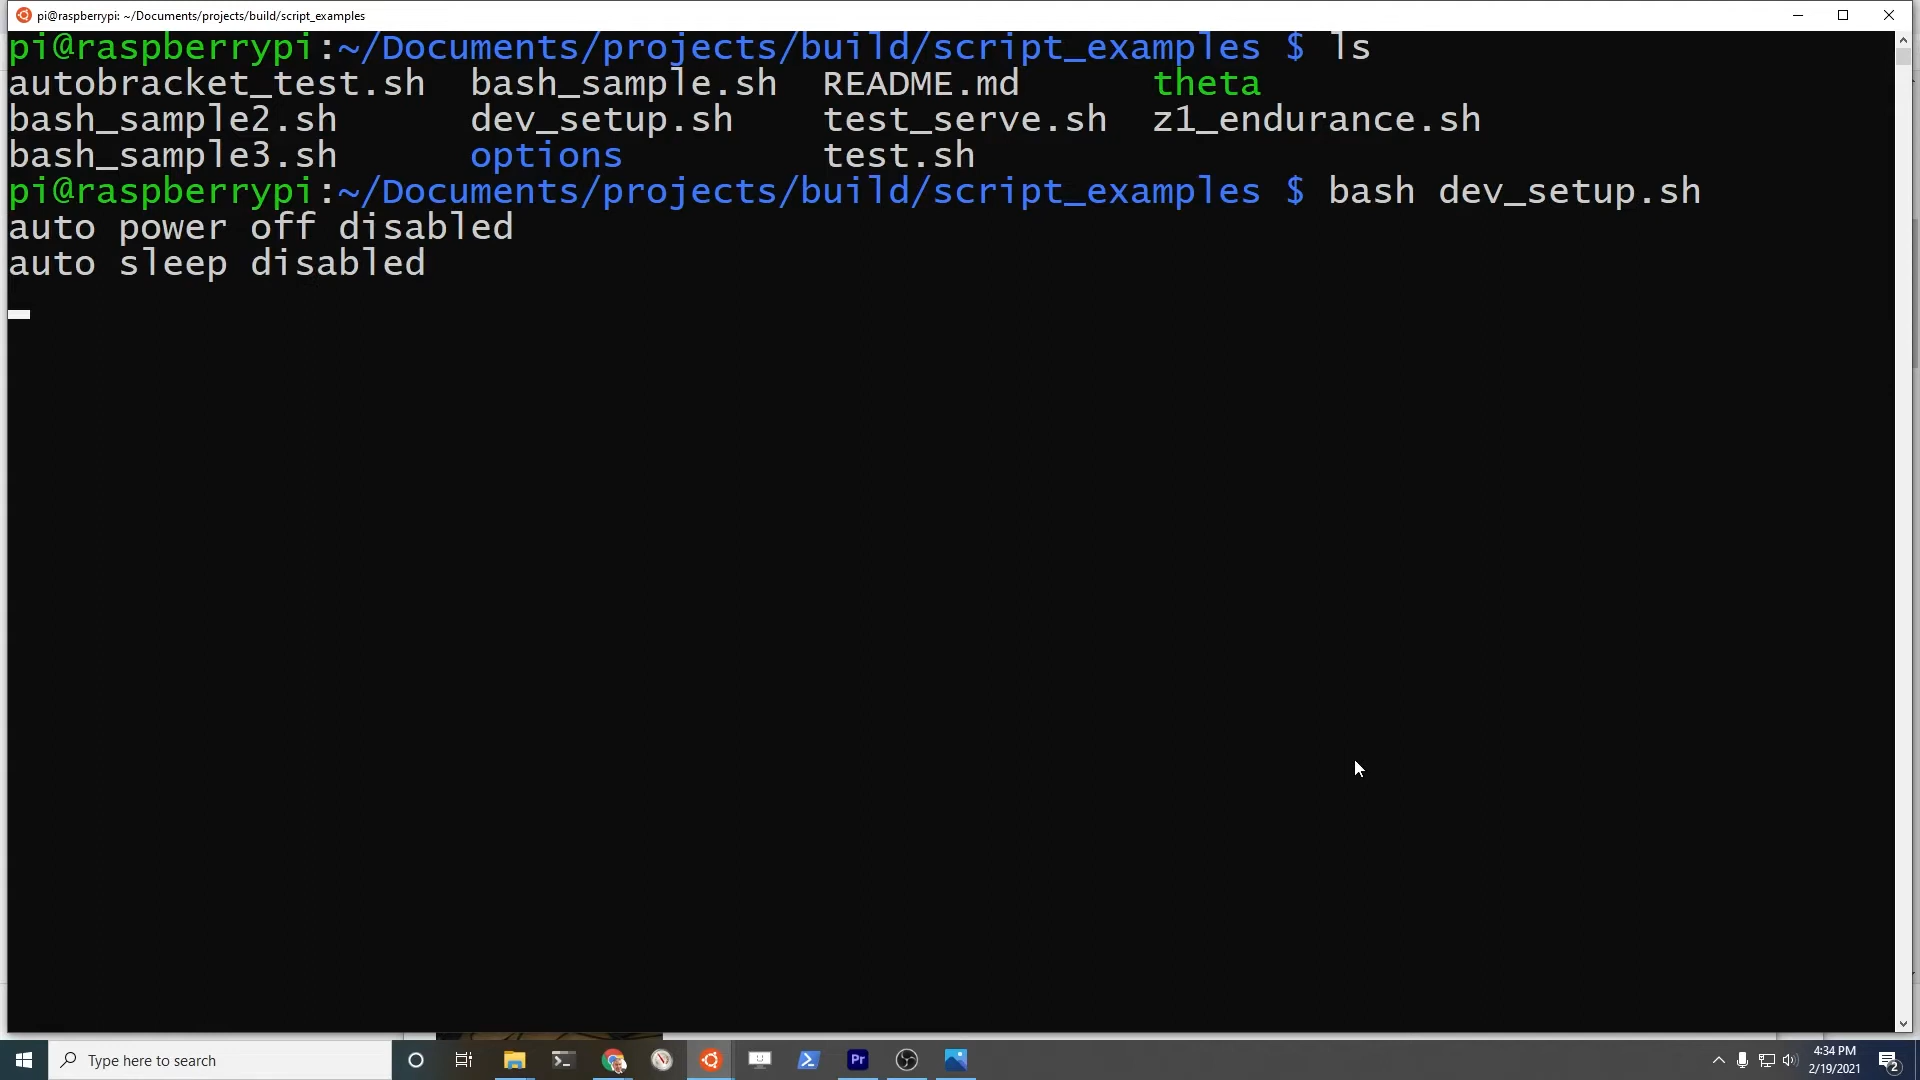 pi@raspberrypi: ~/Documents/projects/build/script_examples
pi@raspberrypi:~/Documents/projects/build/script_examples $ ls
autobracket_test.sh  bash_sample.sh  README.md      theta
bash_sample2.sh      dev_setup.sh    test_serve.sh  z1_endurance.sh
bash_sample3.sh      options         test.sh
pi@raspberrypi:~/Documents/projects/build/script_examples $ bash dev_setup.sh
auto power off disabled
auto sleep disabled
Type here to search
Pr
4:34 PM
2/19/2021
2